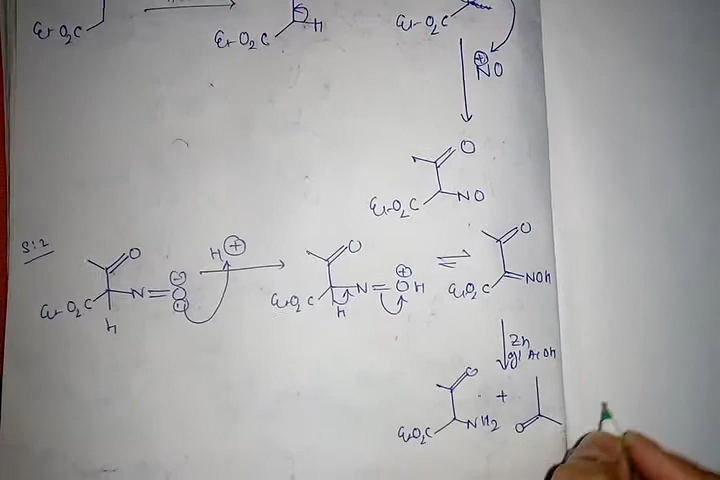 EtO2C
EtO2C H
EtO2C
⊕
NO
O
EtO2C NO
S:2
O
EtO2C N=O
H
H⊕
O
EtO2C N=OH
⊕
H
⇌
O
EtO2C NOH
Zn
gl AcOH
O
EtO2C NH2
+
O